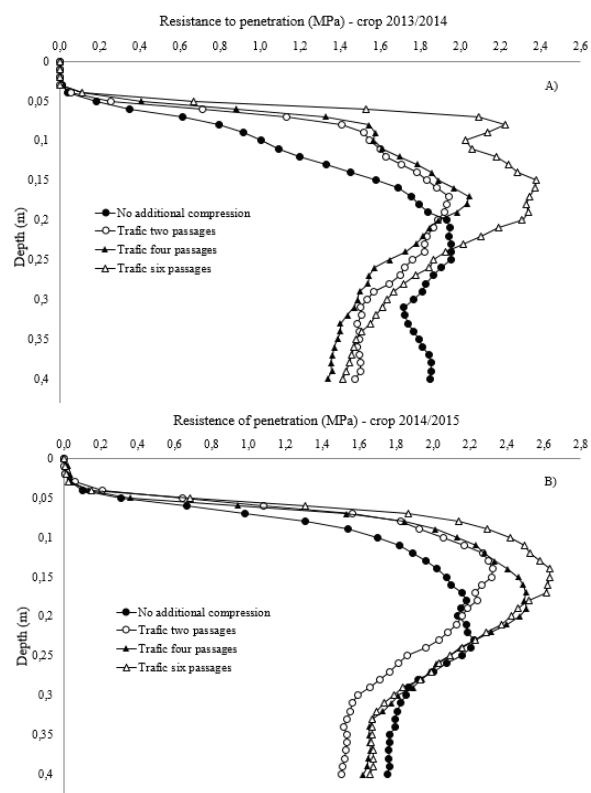 Resistance to penetration (MPa) - crop 2013/2014
0,0 0,2 0,4 0,6 0,8 1,0 1,2 1,4 1,6 1,8 2,0 2,2 2,4 2,6
0
A)
0,05
0,1
0,15
0,2
0,25
0,3
0,35
0,4
Depth (m)
No additional compression
Trafic two passages
Trafic four passages
Trafic six passages
Resistence of penetration (MPa) - crop 2014/2015
0,0 0,2 0,4 0,6 0,8 1,0 1,2 1,4 1,6 1,8 2,0 2,2 2,4 2,6 2,8
0
B)
0,05
0,1
0,15
0,2
0,25
0,3
0,35
0,4
Depth (m)
No additional compression
Trafic two passages
Trafic four passages
Trafic six passages